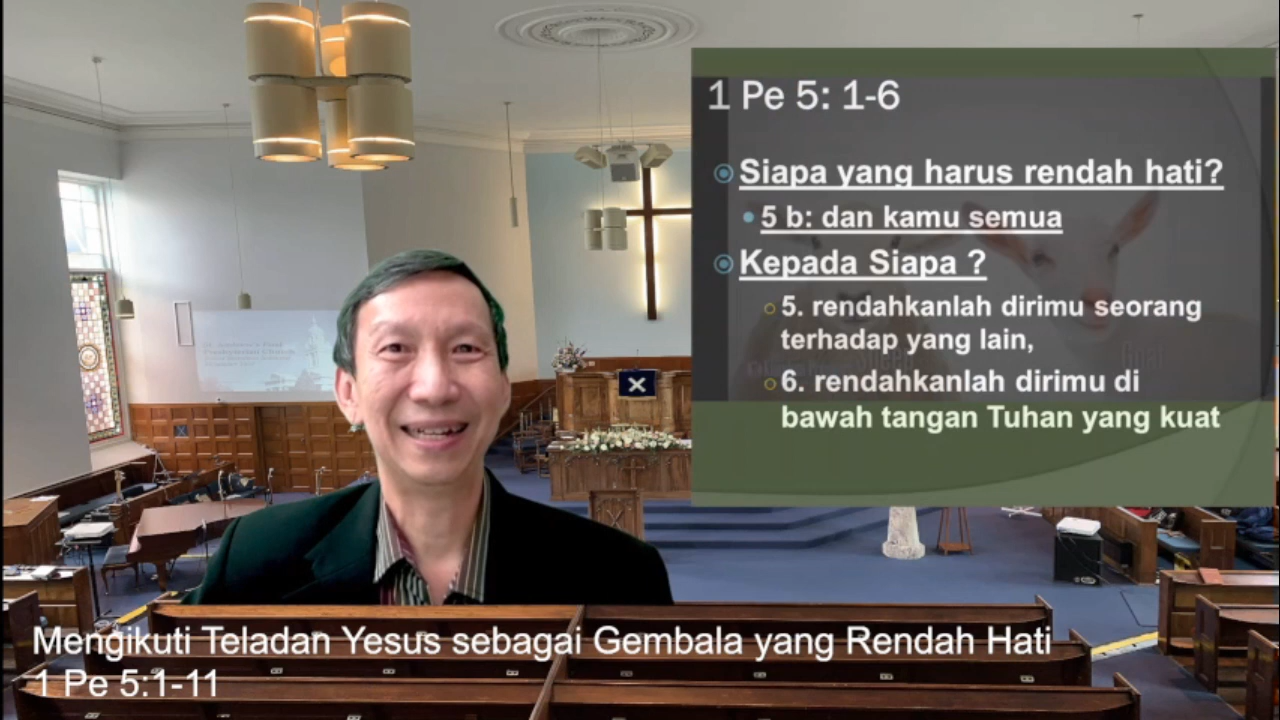 1 Pe 5: 1-6
Siapa yang harus rendah hati?
5 b: dan kamu semua
Kepada Siapa ?
5. rendahkanlah dirimu seorang
terhadap yang lain,
6. rendahkanlah dirimu di
bawah tangan Tuhan yang kuat
Mengikuti Teladan Yesus sebagai Gembala yang Rendah Hati
1 Pe 5:1-11